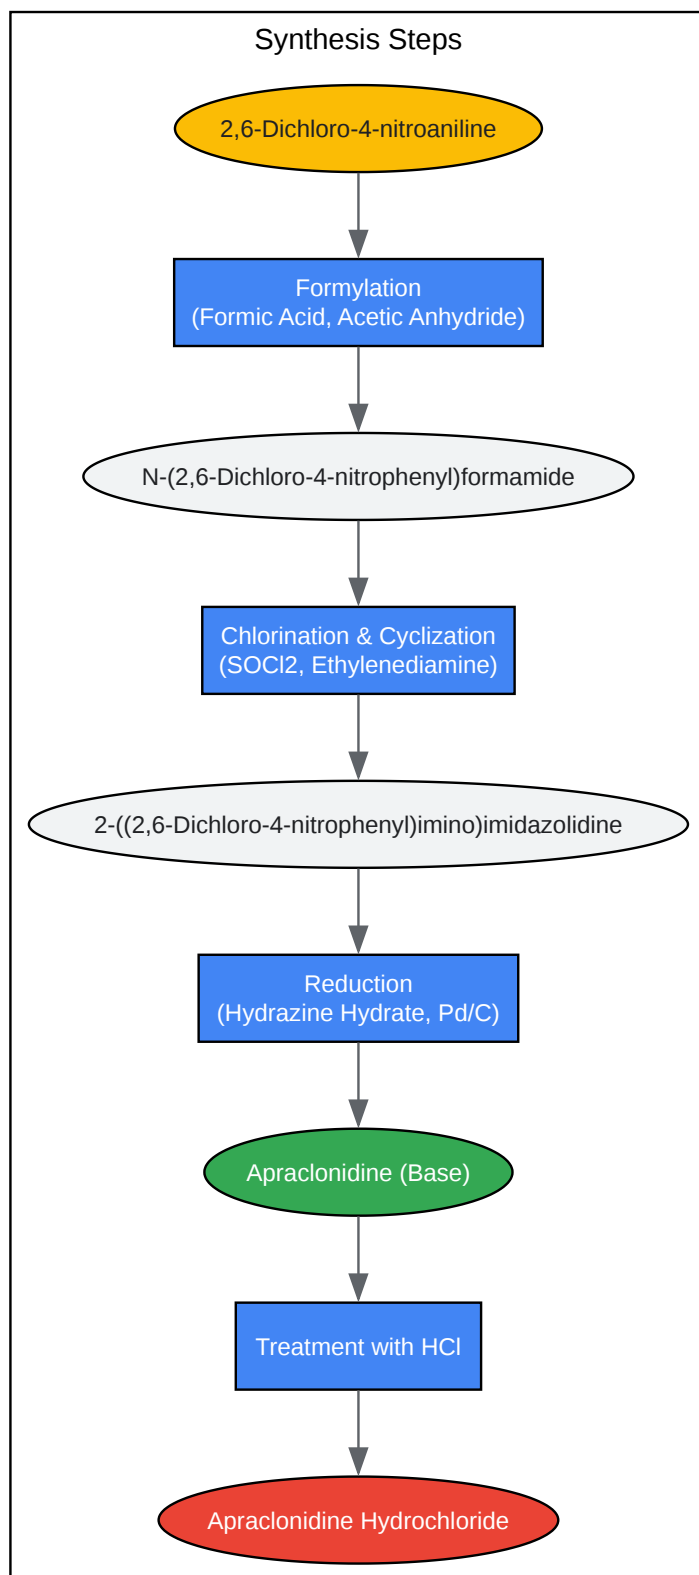 Synthesis Steps
2,6-Dichloro-4-nitroaniline
Formylation
(Formic Acid, Acetic Anhydride)
N-(2,6-Dichloro-4-nitrophenyl)formamide
Chlorination & Cyclization
(SOCl2, Ethylenediamine)
2-((2,6-Dichloro-4-nitrophenyl)imino)imidazolidine
Reduction
(Hydrazine Hydrate, Pd/C)
Apraclonidine (Base)
Treatment with HCl
Apraclonidine Hydrochloride